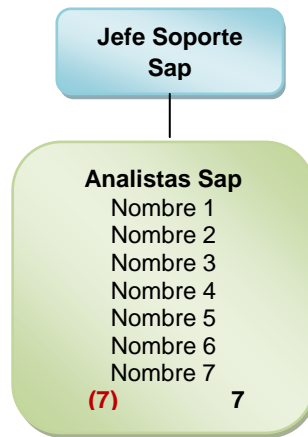 Jefe Soporte
Sap
Analistas Sap
Nombre 1
Nombre 2
Nombre 3
Nombre 4
Nombre 5
Nombre 6
Nombre 7
(7) 7